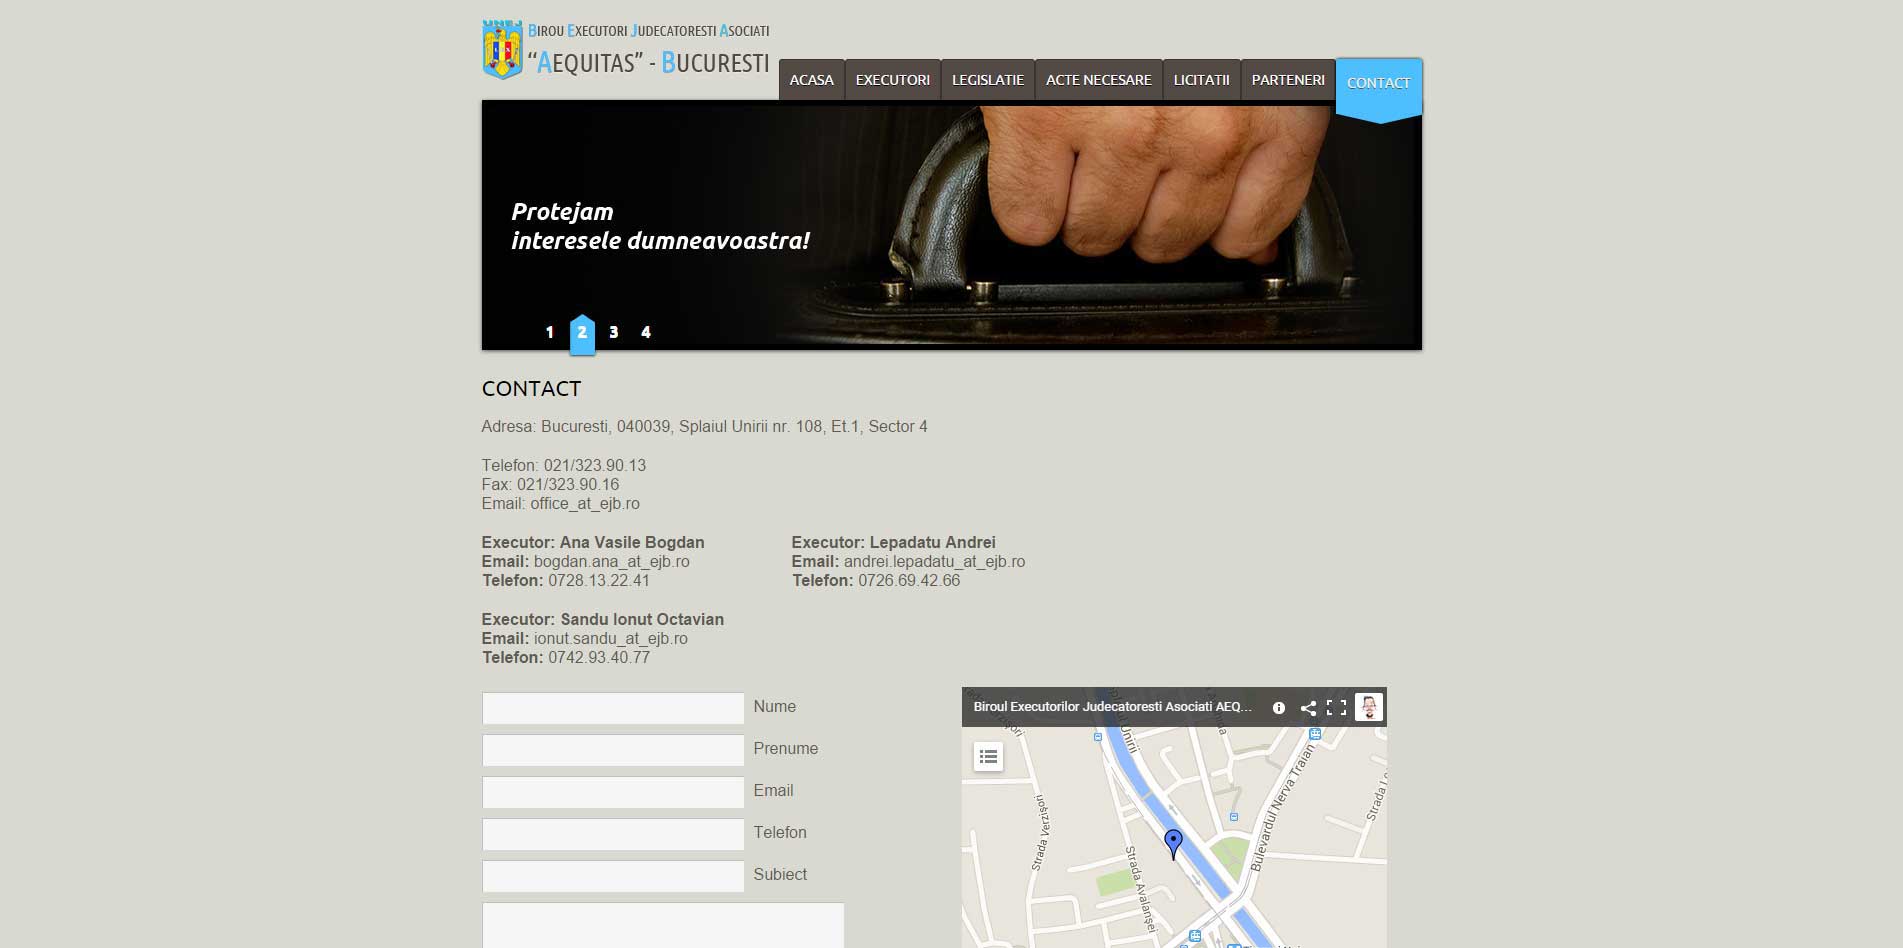 UNEJ
BIROU EXECUTORI JUDECATORESTI ASOCIATI
“AEQUITAS” - BUCURESTI
ACASA
EXECUTORI
LEGISLATIE
ACTE NECESARE
LICITATII
PARTENERI
CONTACT
Protejam
interesele dumneavoastra!
1 2 3 4
CONTACT
Adresa: Bucuresti, 040039, Splaiul Unirii nr. 108, Et.1, Sector 4
Telefon: 021/323.90.13
Fax: 021/323.90.16
Email: office_at_ejb.ro
Executor: Ana Vasile Bogdan
Email: bogdan.ana_at_ejb.ro
Telefon: 0728.13.22.41
Executor: Lepadatu Andrei
Email: andrei.lepadatu_at_ejb.ro
Telefon: 0726.69.42.66
Executor: Sandu Ionut Octavian
Email: ionut.sandu_at_ejb.ro
Telefon: 0742.93.40.77
Nume
Prenume
Email
Telefon
Subiect
Biroul Executorilor Judecatoresti Asociati AEQ...
Unirii
Bulevardul Nerva Traian
Strada Verzișori
Strada Avalanșei
Strada